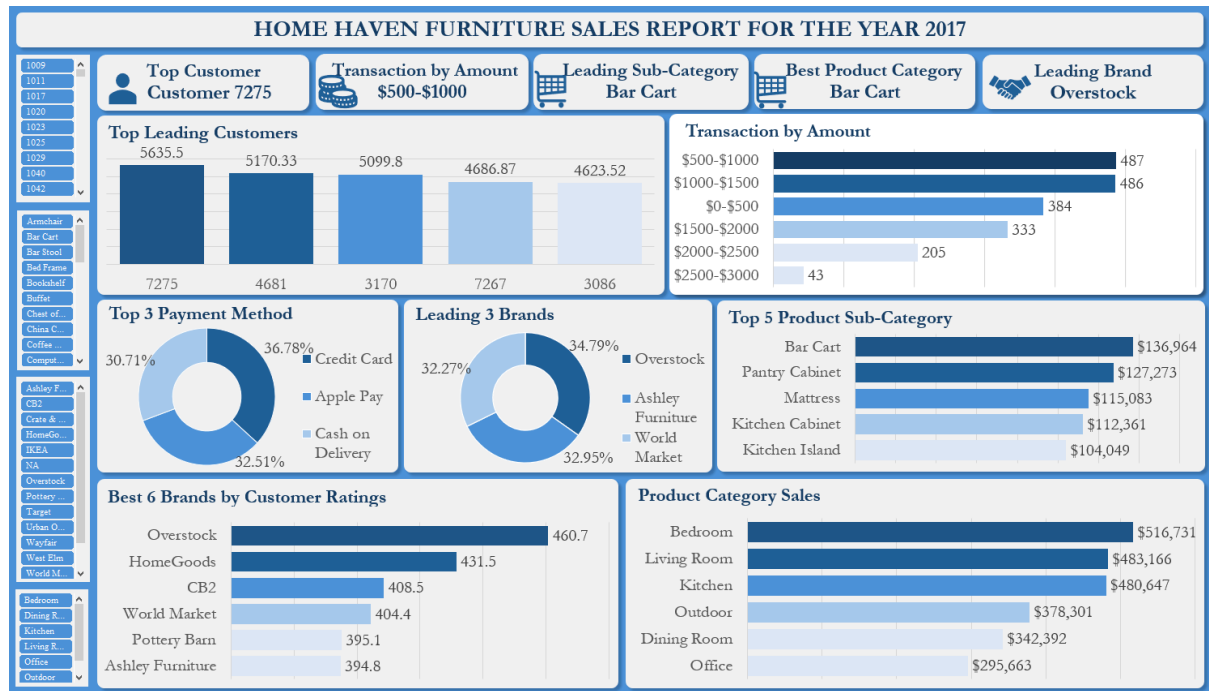 HOME HAVEN FURNITURE SALES REPORT FOR THE YEAR 2017
1009
1011
1017
1020
1023
1025
1029
1040
1042
Armchair
Bar Cart
Bar Stool
Bed Frame
Bookshelf
Buffet
Chest of...
China C...
Coffee ...
Comput...
Ashley F...
CB2
Crate & ...
HomeGo...
IKEA
NA
Overstock
Pottery ...
Target
Urban O...
Wayfair
West Elm
World M...
Bedroom
Dining R...
Kitchen
Living R...
Office
Outdoor
Top Customer
Customer 7275
Transaction by Amount
$500-$1000
Leading Sub-Category
Bar Cart
Best Product Category
Bar Cart
Leading Brand
Overstock
Top Leading Customers
5635.5 5170.33 5099.8 4686.87 4623.52
7275 4681 3170 7267 3086
Transaction by Amount
$500-$1000 487
$1000-$1500 486
$0-$500 384
$1500-$2000 333
$2000-$2500 205
$2500-$3000 43
Top 3 Payment Method
36.78%
30.71%
32.51%
Credit Card
Apple Pay
Cash on
Delivery
Leading 3 Brands
34.79%
32.27%
32.95%
Overstock
Ashley
Furniture
World
Market
Top 5 Product Sub-Category
Bar Cart $136,964
Pantry Cabinet $127,273
Mattress $115,083
Kitchen Cabinet $112,361
Kitchen Island $104,049
Best 6 Brands by Customer Ratings
Overstock 460.7
HomeGoods 431.5
CB2 408.5
World Market 404.4
Pottery Barn 395.1
Ashley Furniture 394.8
Product Category Sales
Bedroom $516,731
Living Room $483,166
Kitchen $480,647
Outdoor $378,301
Dining Room $342,392
Office $295,663